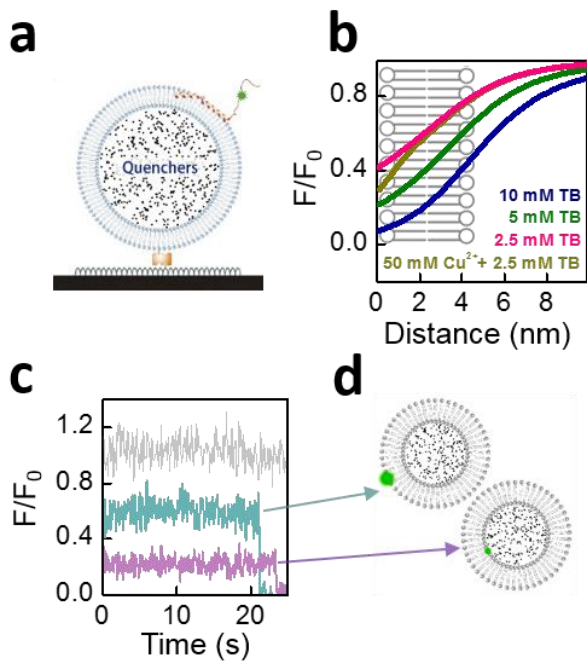 a
Quenchers
b
F/F₀
0.8
0.4
0.0
10 mM TB
5 mM TB
2.5 mM TB
50 mM Cu²⁺+ 2.5 mM TB
0 2 4 6 8
Distance (nm)
c
F/F₀
1.2
0.8
0.4
0.0
0 10 20
Time (s)
d